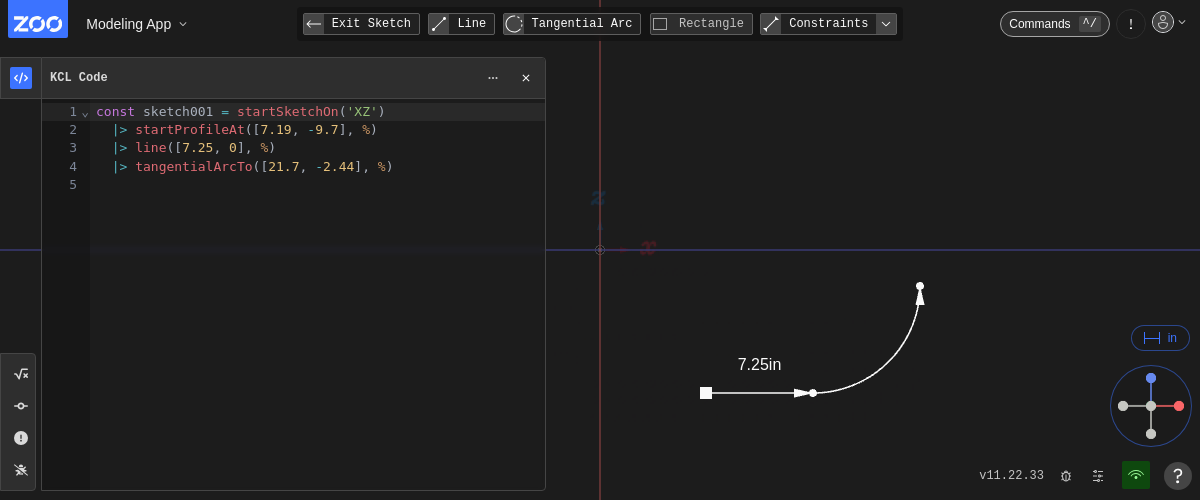 ZOO Modeling App Exit Sketch Line Tangential Arc Rectangle Constraints Commands ^/ !
KCL Code
1 const sketch001 = startSketchOn('XZ')
2 |> startProfileAt([7.19, -9.7], %)
3 |> line([7.25, 0], %)
4 |> tangentialArcTo([21.7, -2.44], %)
5
z
x
in
7.25in
v11.22.33 ?